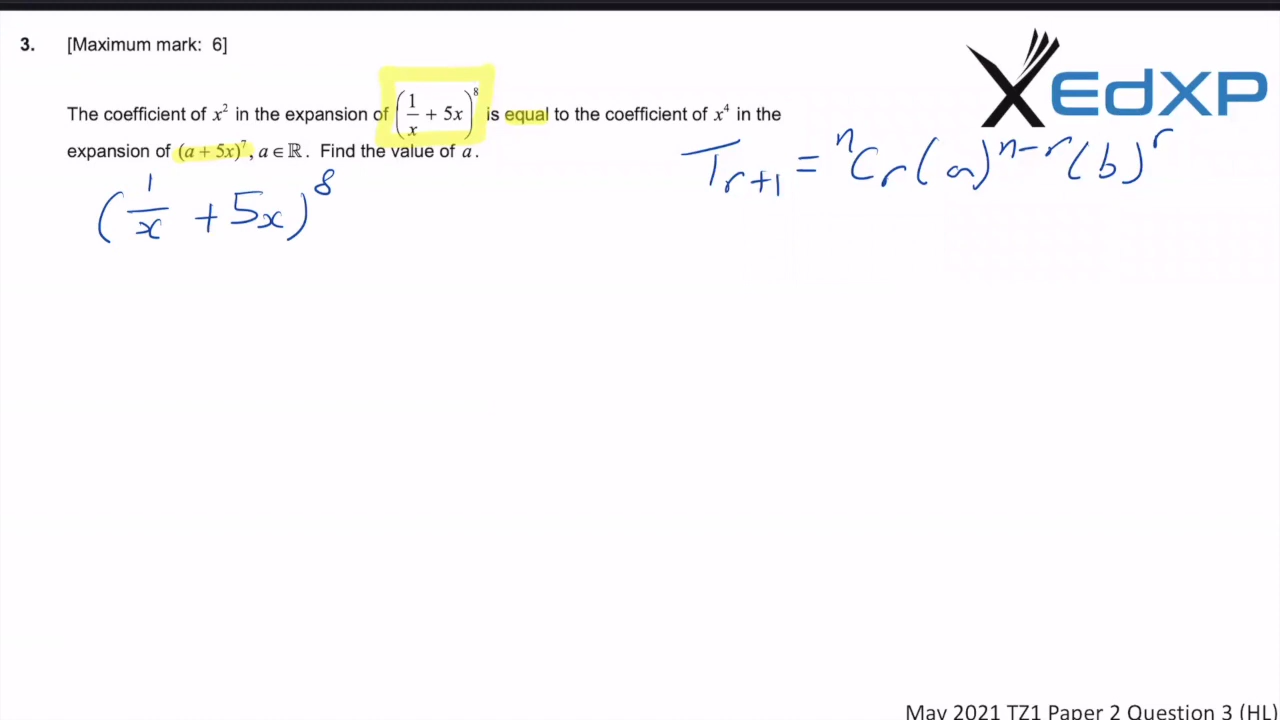 3. [Maximum mark: 6]
XEdXP
The coefficient of x² in the expansion of (1/x + 5x)⁸ is equal to the coefficient of x⁴ in the
expansion of (a + 5x)⁷, a ∈ ℝ. Find the value of a.
Tᵣ₊₁ = ⁿCᵣ(a)ⁿ⁻ʳ(b)ʳ
(1/x + 5x)⁸
May 2021 TZ1 Paper 2 Question 3 (HL)